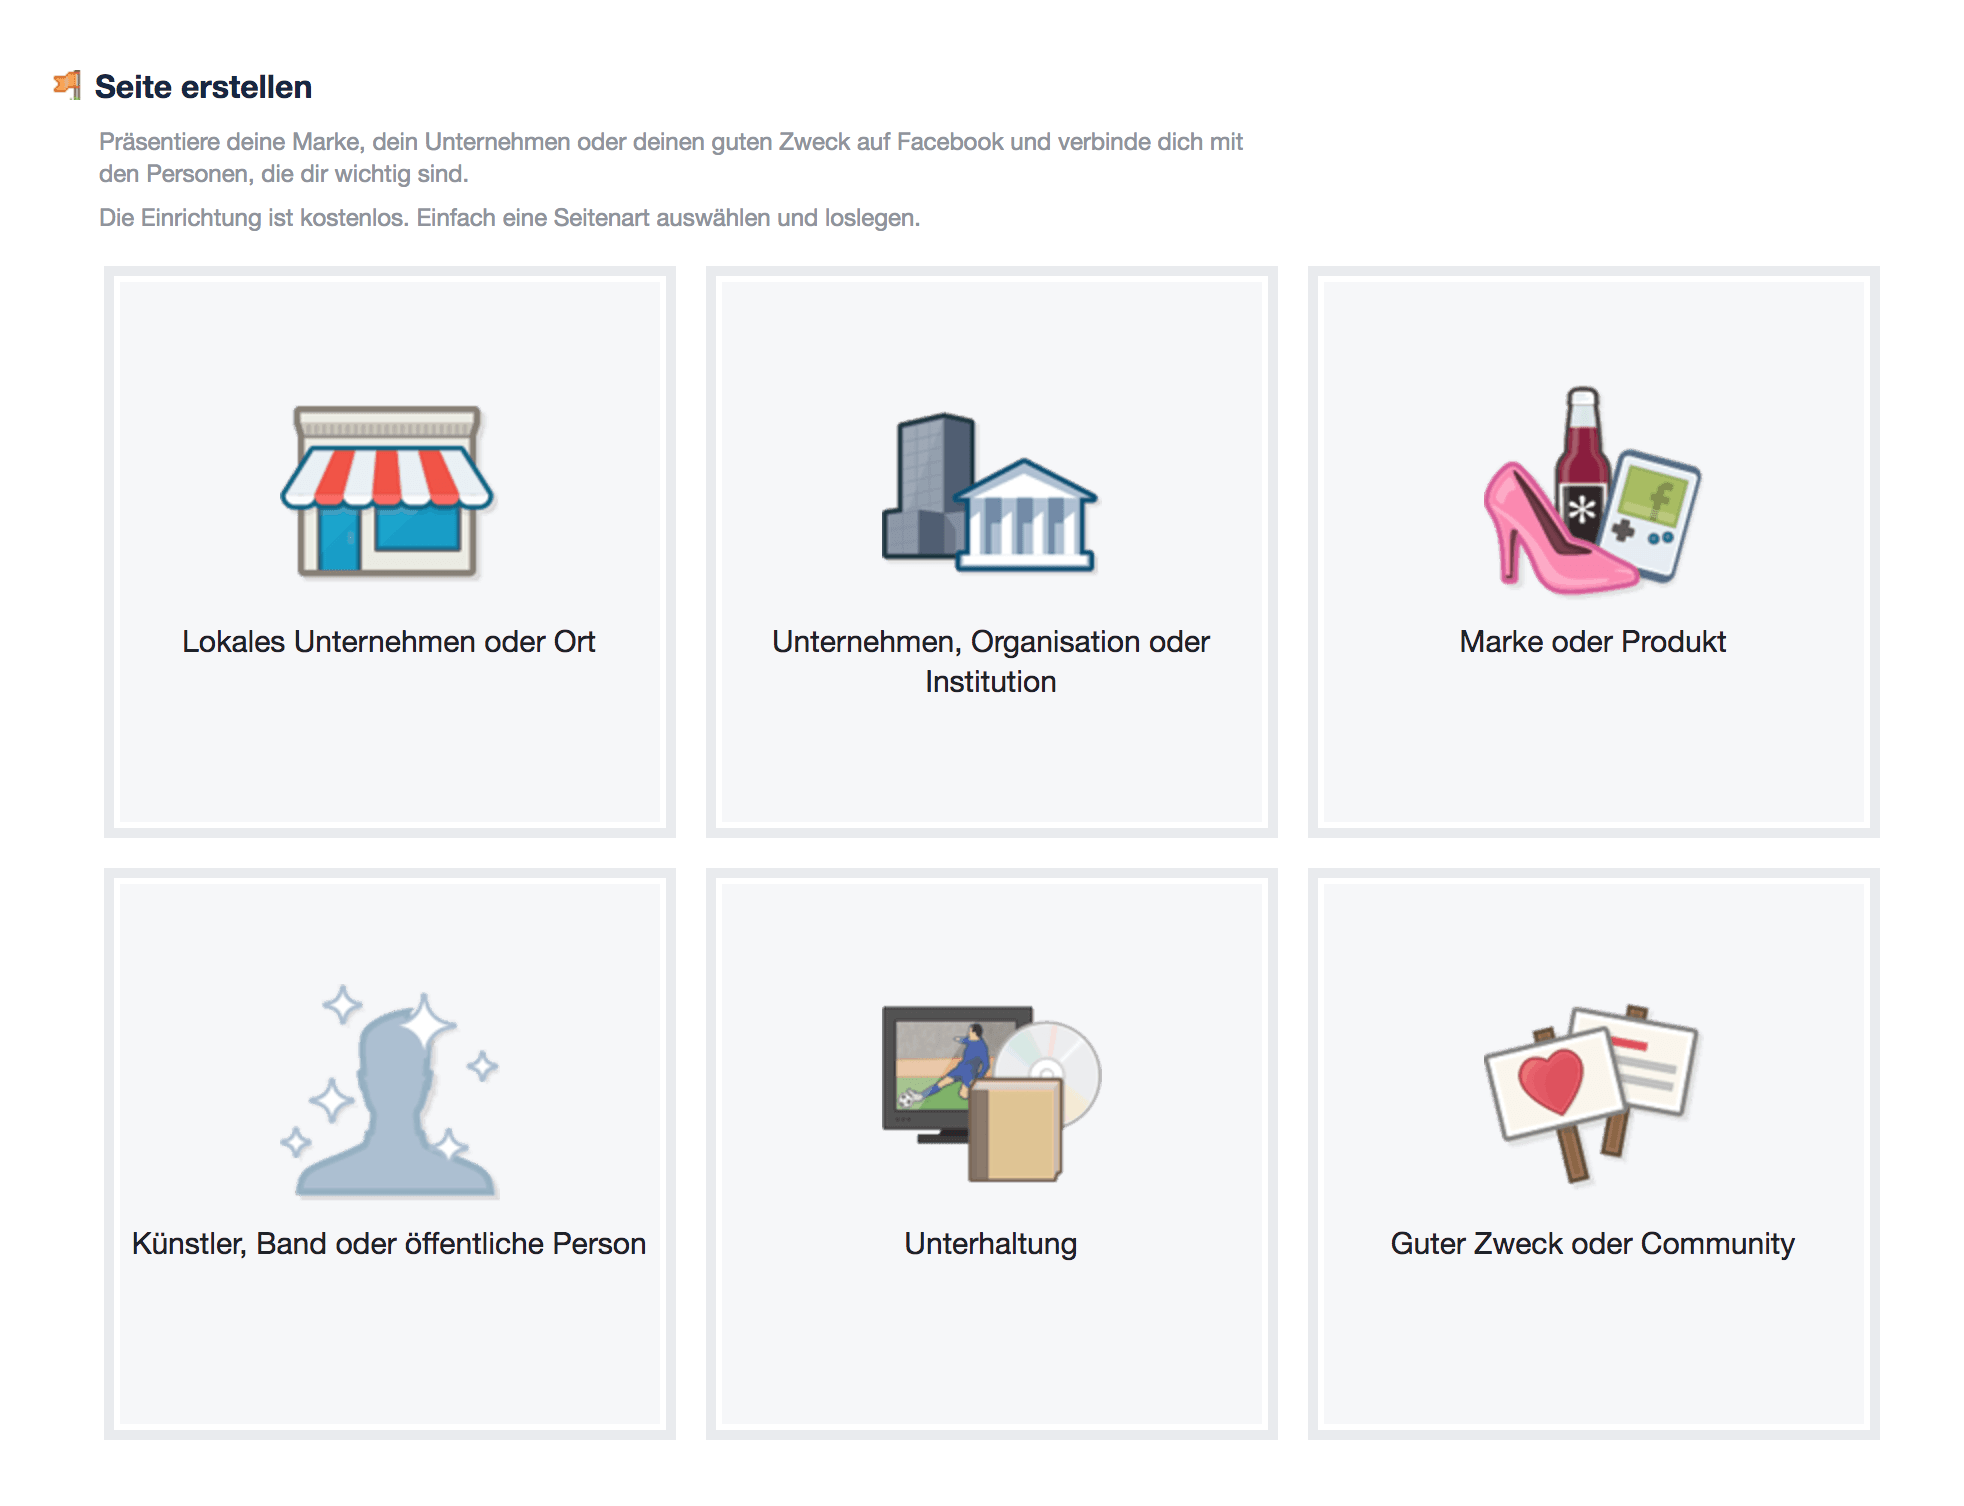 Seite erstellen
Präsentiere deine Marke, dein Unternehmen oder deinen guten Zweck auf Facebook und verbinde dich mit
den Personen, die dir wichtig sind.
Die Einrichtung ist kostenlos. Einfach eine Seitenart auswählen und loslegen.
Lokales Unternehmen oder Ort
Unternehmen, Organisation oder
Institution
Marke oder Produkt
Künstler, Band oder öffentliche Person
Unterhaltung
Guter Zweck oder Community